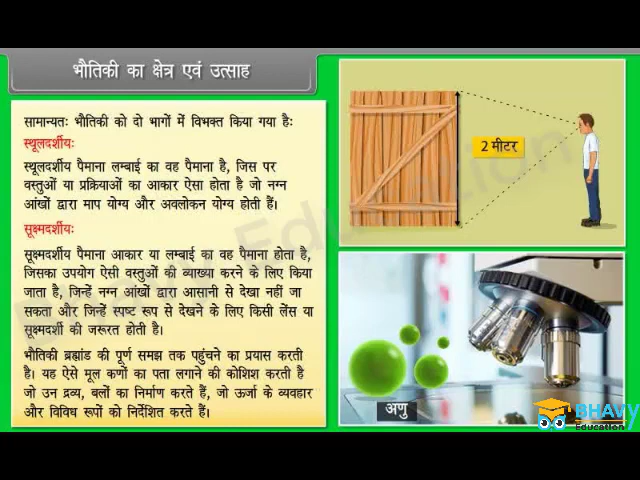 भौतिकी का क्षेत्र एवं उत्साह
सामान्यतः भौतिकी को दो भागों में विभक्त किया गया हैः
स्थूलदर्शीयः
स्थूलदर्शीय पैमाना लम्बाई का वह पैमाना है, जिस पर
वस्तुओं या प्रक्रियाओं का आकार ऐसा होता है जो नग्न
आंखों द्वारा माप योग्य और अवलोकन योग्य होती हैं।
सूक्ष्मदर्शीयः
सूक्ष्मदर्शीय पैमाना आकार या लम्बाई का वह पैमाना होता है,
जिसका उपयोग ऐसी वस्तुओं की व्याख्या करने के लिए किया
जाता है, जिन्हें नग्न आंखों द्वारा आसानी से देखा नहीं जा
सकता और जिन्हें स्पष्ट रूप से देखने के लिए किसी लेंस या
सूक्ष्मदर्शी की जरूरत होती है।
भौतिकी ब्रह्मांड की पूर्ण समझ तक पहुंचने का प्रयास करती
है। यह ऐसे मूल कणों का पता लगाने की कोशिश करती है
जो उन द्रव्य, बलों का निर्माण करते हैं, जो ऊर्जा के व्यवहार
और विविध रूपों को निर्देशित करते हैं।
2 मीटर
अणु
BHAVY
Education
Bhavy Education